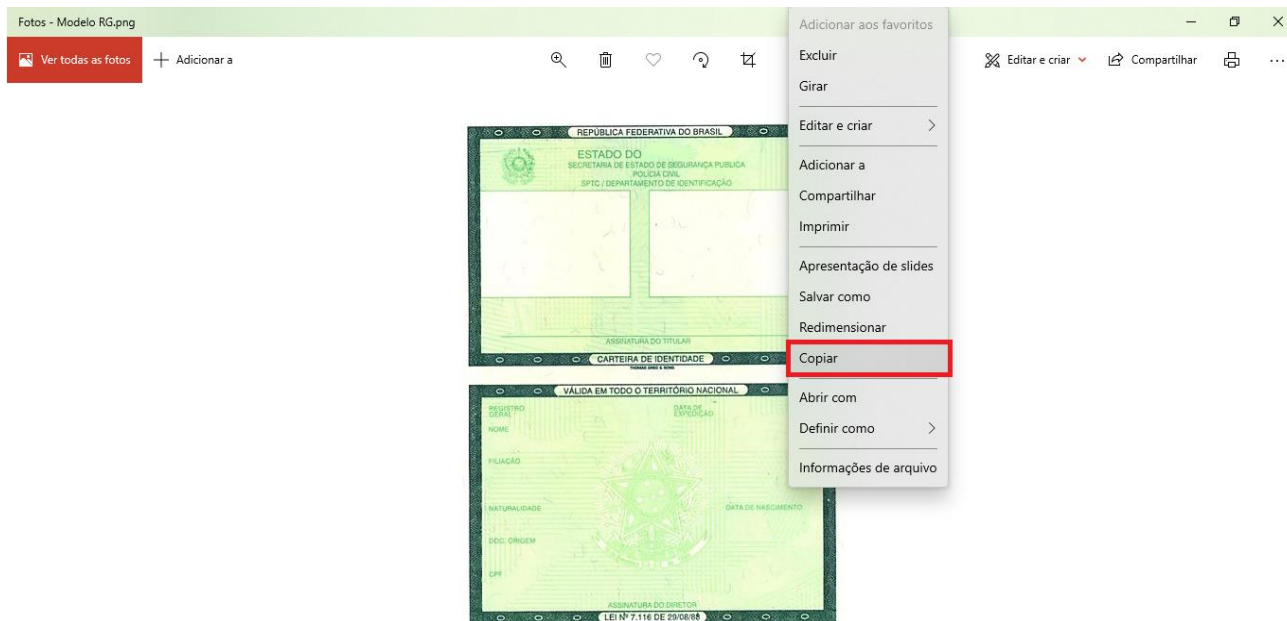 Fotos - Modelo RG.png
Ver todas as fotos
Adicionar a
Editar e criar
Compartilhar
Adicionar aos favoritos
Excluir
Girar
Editar e criar
Adicionar a
Compartilhar
Imprimir
Apresentação de slides
Salvar como
Redimensionar
Copiar
Abrir com
Definir como
Informações de arquivo
REPÚBLICA FEDERATIVA DO BRASIL
ESTADO DO
SECRETARIA DE ESTADO DE SEGURANÇA PUBLICA
POLÍCIA CIVIL
SPTC / DEPARTAMENTO DE IDENTIFICAÇÃO
ASSINATURA DO TITULAR
CARTEIRA DE IDENTIDADE
THOMAS GREG & SONS
VÁLIDA EM TODO O TERRITÓRIO NACIONAL
REGISTRO
GERAL
DATA DE
EXPEDIÇÃO
NOME
FILIAÇÃO
NATURALIDADE
DATA DE NASCIMENTO
DOC. ORIGEM
CPF
ASSINATURA DO DIRETOR
LEI Nº 7.116 DE 29/08/83